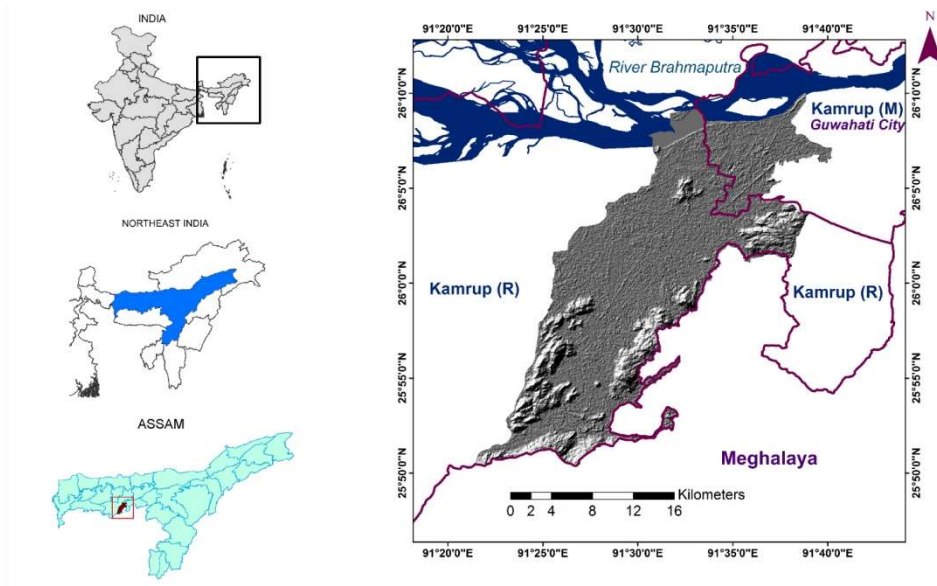 INDIA
NORTHEAST INDIA
ASSAM
91°20'0"E 91°25'0"E 91°30'0"E 91°35'0"E 91°40'0"E
N
River Brahmaputra
Kamrup (M)
Guwahati City
Kamrup (R)
Kamrup (R)
Meghalaya
Kilometers
0 2 4 8 12 16
26°10'0"N
26°5'0"N
26°0'0"N
25°55'0"N
25°50'0"N
26°10'0"N
26°5'0"N
26°0'0"N
25°55'0"N
25°50'0"N
91°20'0"E 91°25'0"E 91°30'0"E 91°35'0"E 91°40'0"E